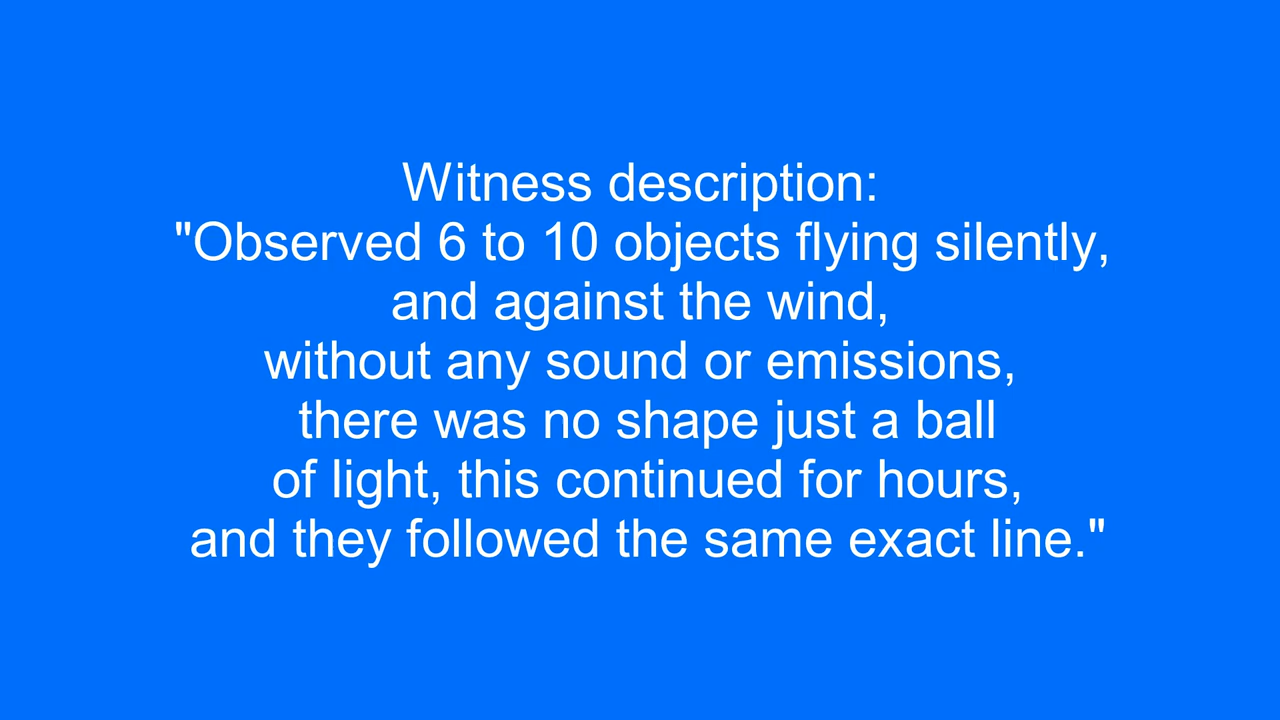 Witness description:
"Observed 6 to 10 objects flying silently,
and against the wind,
without any sound or emissions,
there was no shape just a ball
of light, this continued for hours,
and they followed the same exact line."